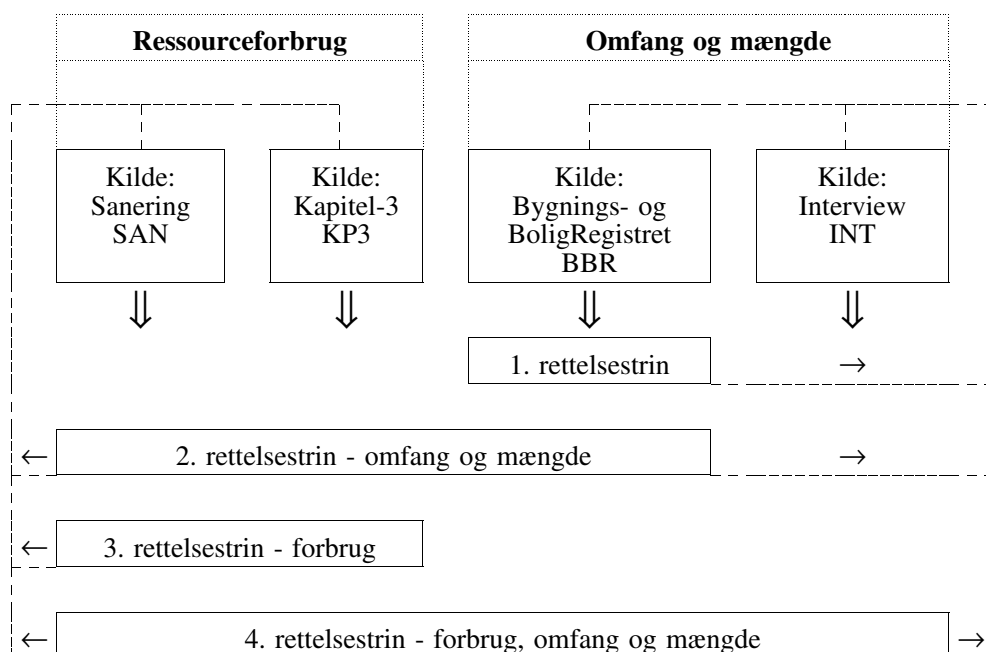 Ressourceforbrug
Omfang og mængde
Kilde:
Sanering
SAN
Kilde:
Kapitel-3
KP3
Kilde:
Bygnings- og
BoligRegistret
BBR
Kilde:
Interview
INT
1. rettelsestrin
2. rettelsestrin - omfang og mængde
3. rettelsestrin - forbrug
4. rettelsestrin - forbrug, omfang og mængde